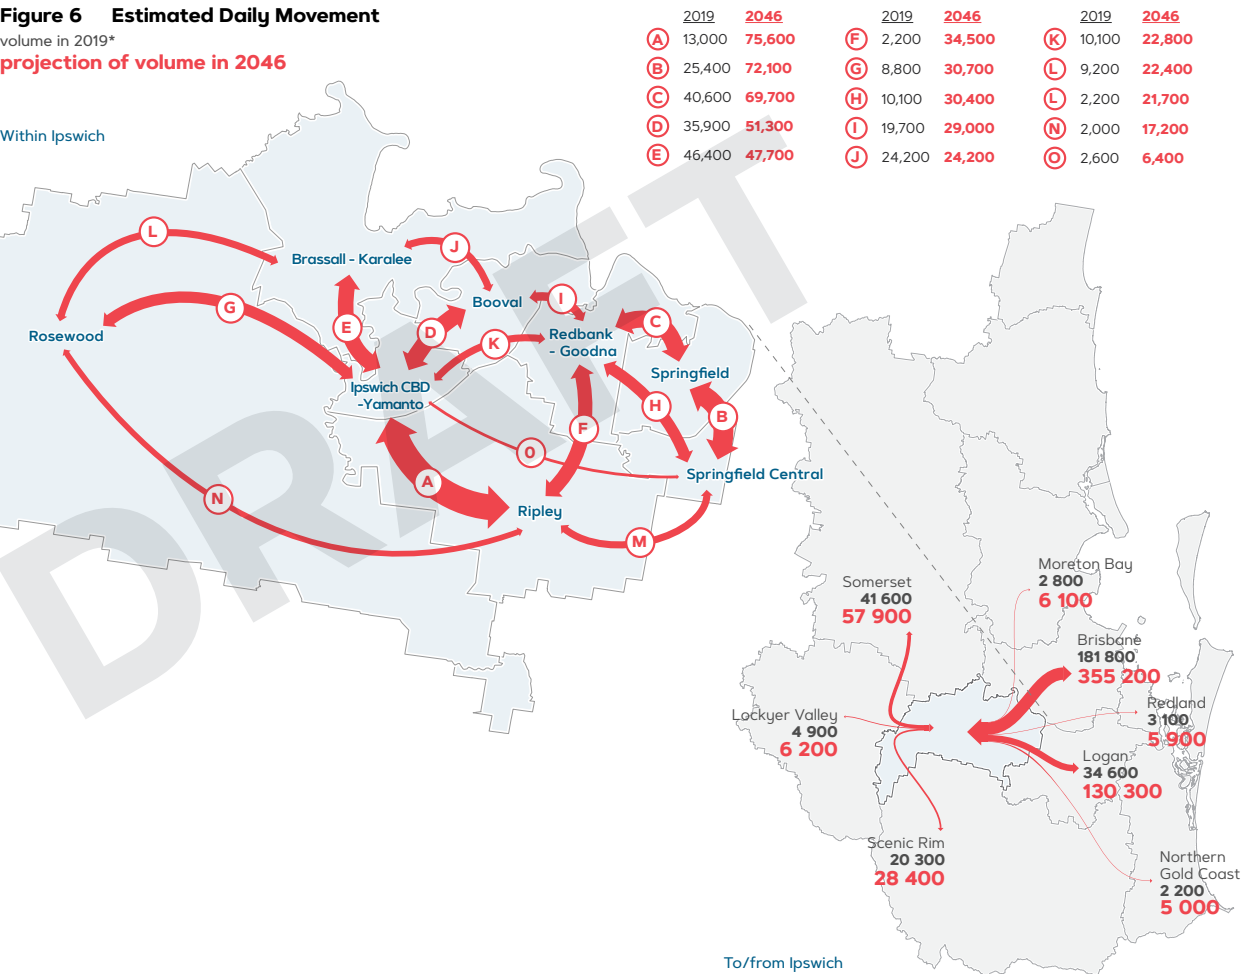 Figure 6 Estimated Daily Movement
volume in 2019*
projection of volume in 2046
Within Ipswich
2019 2046
A 13,000 75,600
B 25,400 72,100
C 40,600 69,700
D 35,900 51,300
E 46,400 47,700
2019 2046
F 2,200 34,500
G 8,800 30,700
H 10,100 30,400
I 19,700 29,000
J 24,200 24,200
2019 2046
K 10,100 22,800
L 9,200 22,400
L 2,200 21,700
N 2,000 17,200
O 2,600 6,400
DRAFT
L
J
Brassall - Karalee
G
Booval
I
E
D
K
C
Rosewood
Redbank
- Goodna
Springfield
Ipswich CBD
-Yamanto
H
B
F
O
A
N
Springfield Central
Ripley
M
Moreton Bay
2 800
6 100
Somerset
41 600
57 900
Brisbane
181 800
355 200
Redland
3 100
5 900
Lockyer Valley
4 900
6 200
Logan
34 600
130 300
Scenic Rim
20 300
28 400
Northern
Gold Coast
2 200
5 000
To/from Ipswich